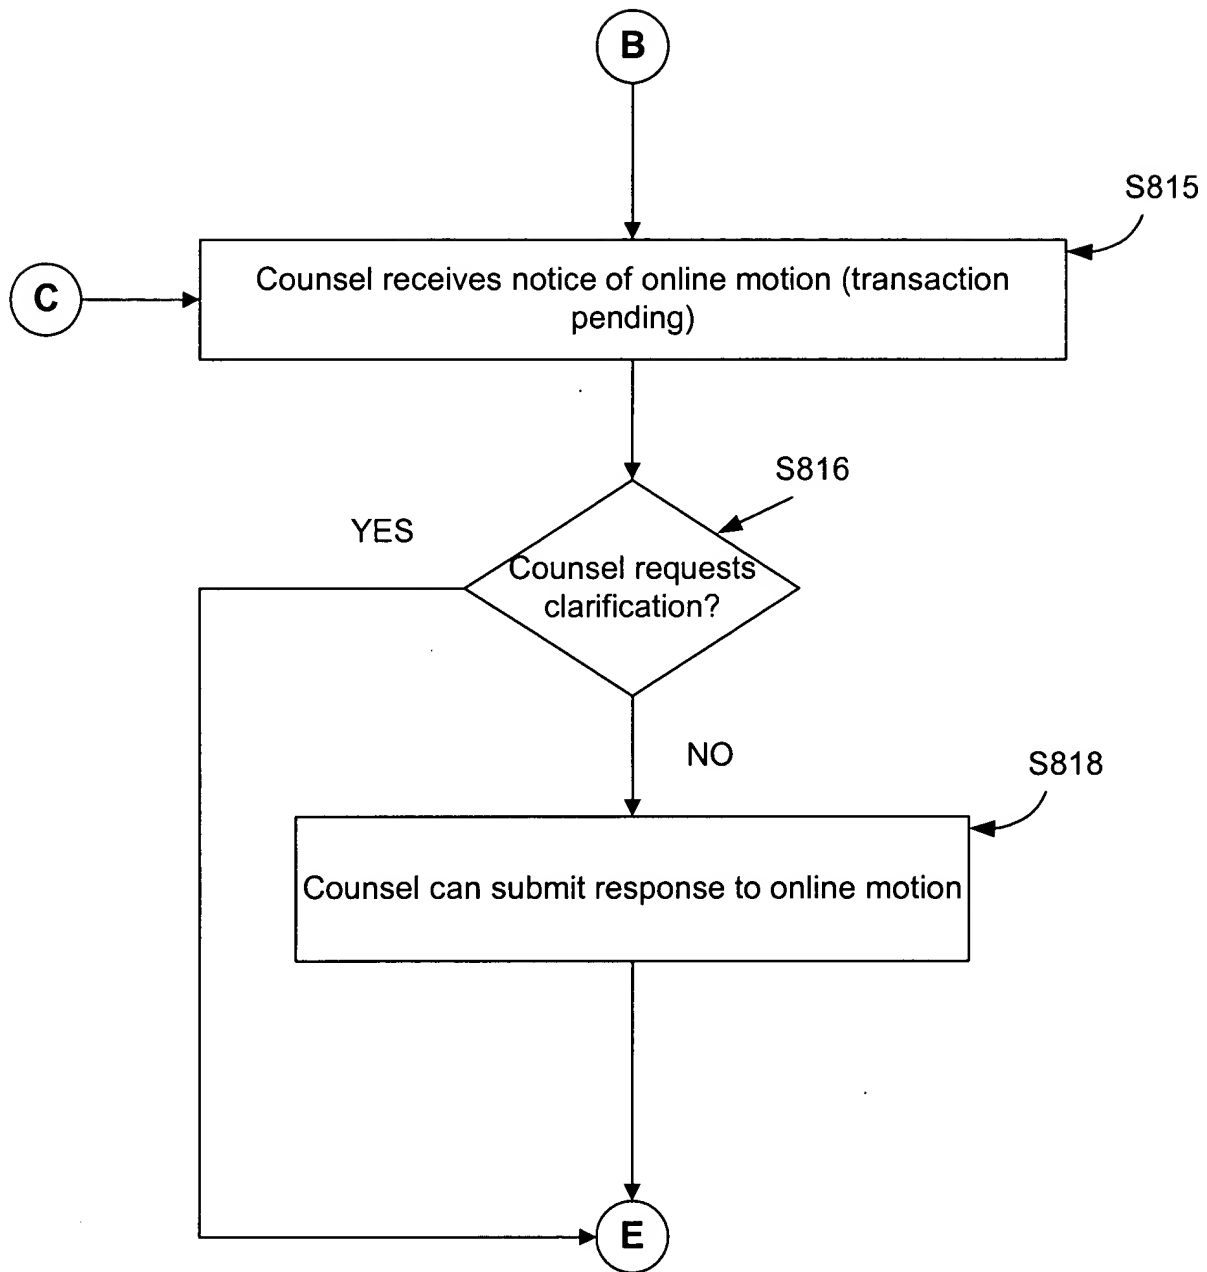 B
S815
C
Counsel receives notice of online motion (transaction
pending)
S816
YES
Counsel requests
clarification?
NO
S818
Counsel can submit response to online motion
E